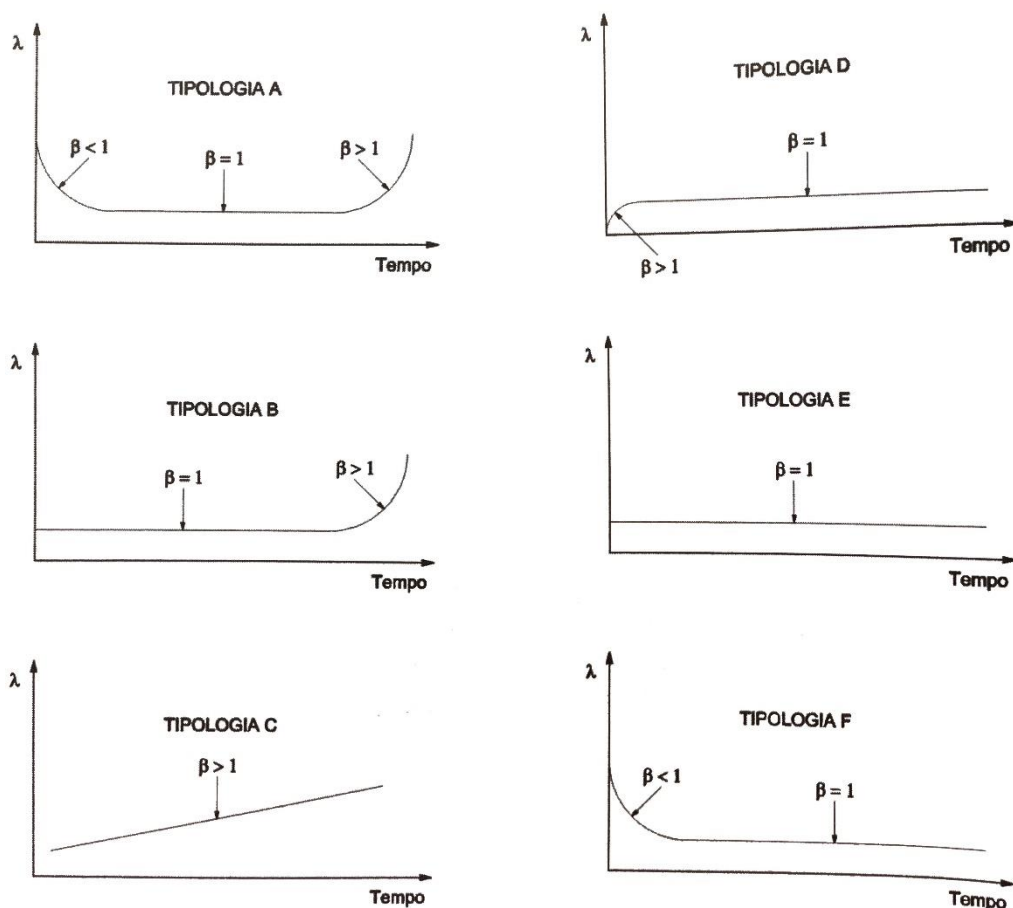 λ
TIPOLOGIA A
β < 1
β = 1
β > 1
Tempo
λ
TIPOLOGIA D
β = 1
β > 1
Tempo
λ
TIPOLOGIA B
β = 1
β > 1
Tempo
λ
TIPOLOGIA E
β = 1
Tempo
λ
TIPOLOGIA C
β > 1
Tempo
λ
TIPOLOGIA F
β < 1
β = 1
Tempo